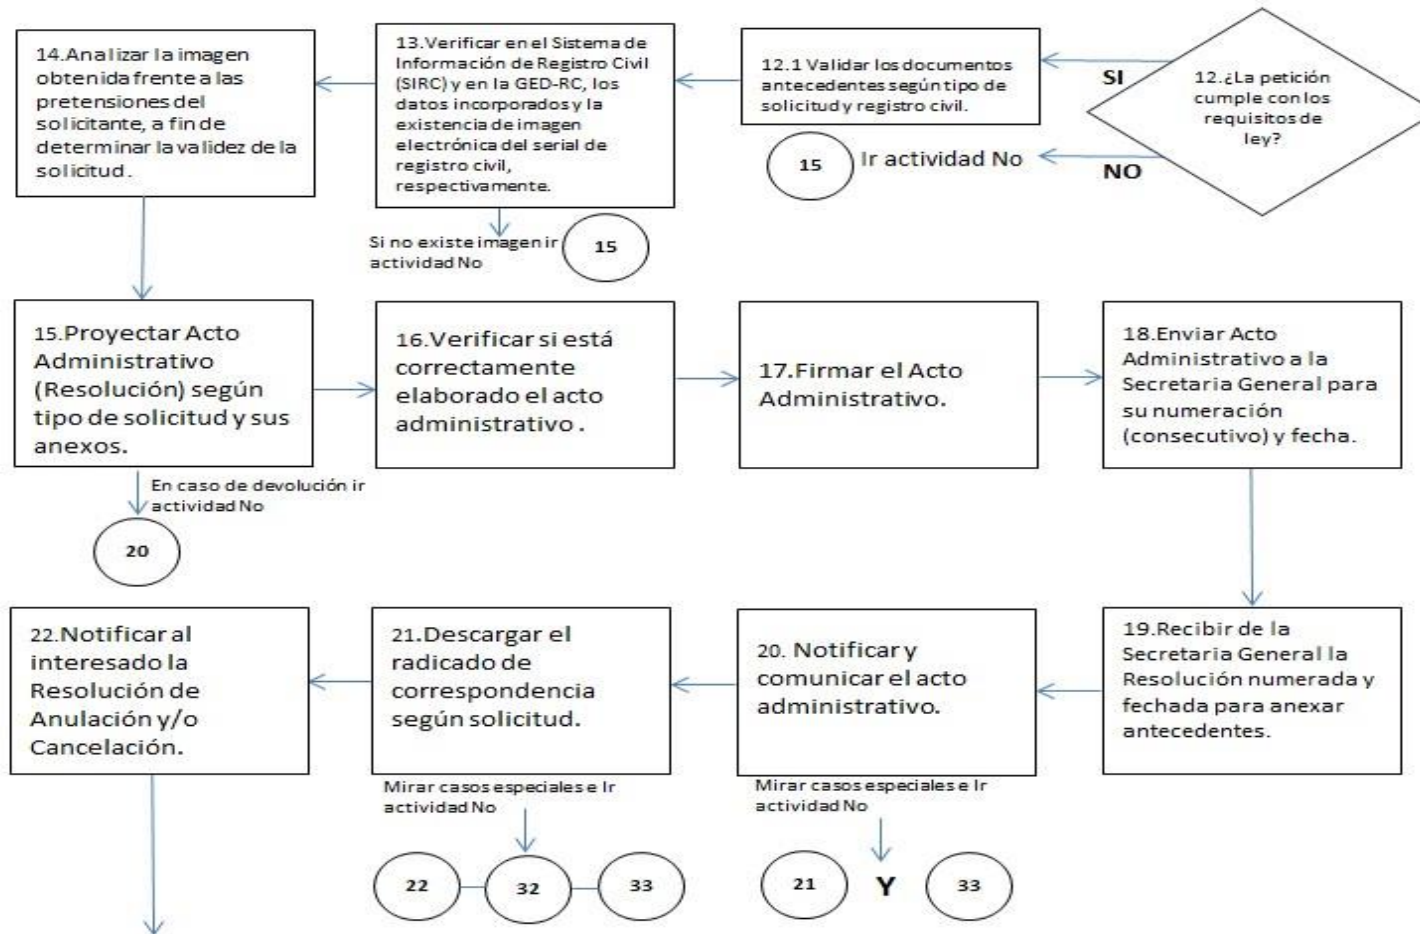 12.¿La petición
cumple con los
requisitos de
ley?
SI
NO
12.1 Validar los documentos
antecedentes según tipo de
solicitud y registro civil.
15
Ir actividad No
13.Verificar en el Sistema de
Información de Registro Civil
(SIRC) y en la GED-RC, los
datos incorporados y la
existencia de imagen
electrónica del serial de
registro civil,
respectivamente.
Si no existe imagen ir
actividad No
15
14.Analizar la imagen
obtenida frente a las
pretensiones del
solicitante, a fin de
determinar la validez de la
solicitud.
15.Proyectar Acto
Administrativo
(Resolución) según
tipo de solicitud y sus
anexos.
En caso de devolución ir
actividad No
20
16.Verificar si está
correctamente
elaborado el acto
administrativo .
17.Firmar el Acto
Administrativo.
18.Enviar Acto
Administrativo a la
Secretaria General para
su numeración
(consecutivo) y fecha.
19.Recibir de la
Secretaria General la
Resolución numerada y
fechada para anexar
antecedentes.
20. Notificar y
comunicar el acto
administrativo.
Mirar casos especiales e Ir
actividad No
21 Y 33
21.Descargar el
radicado de
correspondencia
según solicitud.
Mirar casos especiales e Ir
actividad No
22 32 33
22.Notificar al
interesado la
Resolución de
Anulación y/o
Cancelación.